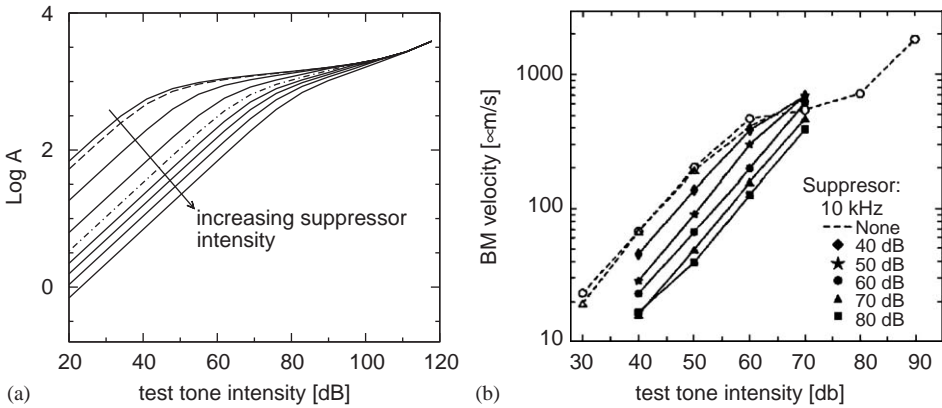 4
2
0
Log A
20
40
60
80
100
120
test tone intensity [dB]
increasing suppressor
intensity
(a)
1000
100
10
BM velocity [∝m/s]
30
40
50
60
70
80
90
test tone intensity [db]
Suppresor:
10 kHz
None
40 dB
50 dB
60 dB
70 dB
80 dB
(b)